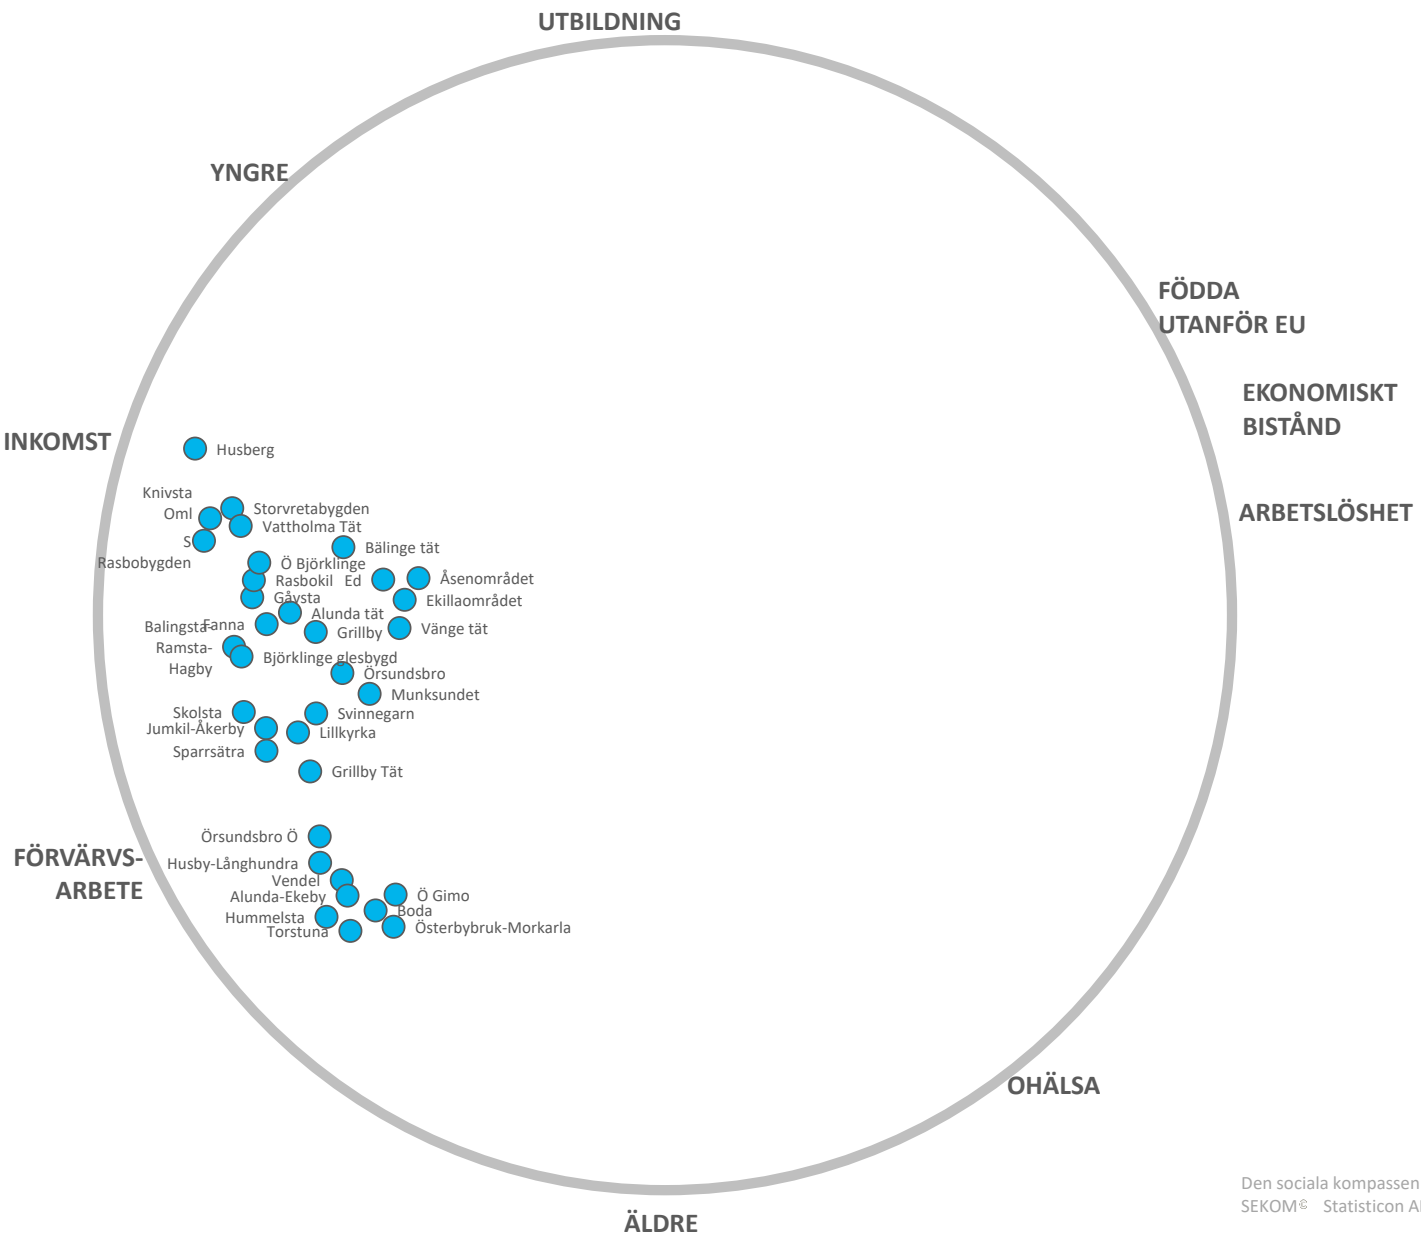 UTBILDNING
YNGRE
FÖDDA
UTANFÖR EU
EKONOMISKT
BISTÅND
INKOMST
Husberg
Knivsta
Oml
Storvretabygden
ARBETSLÖSHET
Vattholma Tät
S
Rasbobygden
Bälinge tät
Ö Björklinge
Rasbokil
Ed
Åsenområdet
Gåvsta
Ekillaområdet
Alunda tät
Fanna
Balingsta-
Ramsta-
Hagby
Grillby
Vänge tät
Björklinge glesbygd
Örsundsbro
Munksundet
Skolsta
Svinnegarn
Jumkil-Åkerby
Lillkyrka
Sparrsätra
Grillby Tät
Örsundsbro Ö
FÖRVÄRVS-
ARBETE
Husby-Långhundra
Vendel
Alunda-Ekeby
Ö Gimo
Boda
Hummelsta
Österbybruk-Morkarla
Torstuna
OHÄLSA
Den sociala kompassen
SEKOM© Statisticon A
ÄLDRE